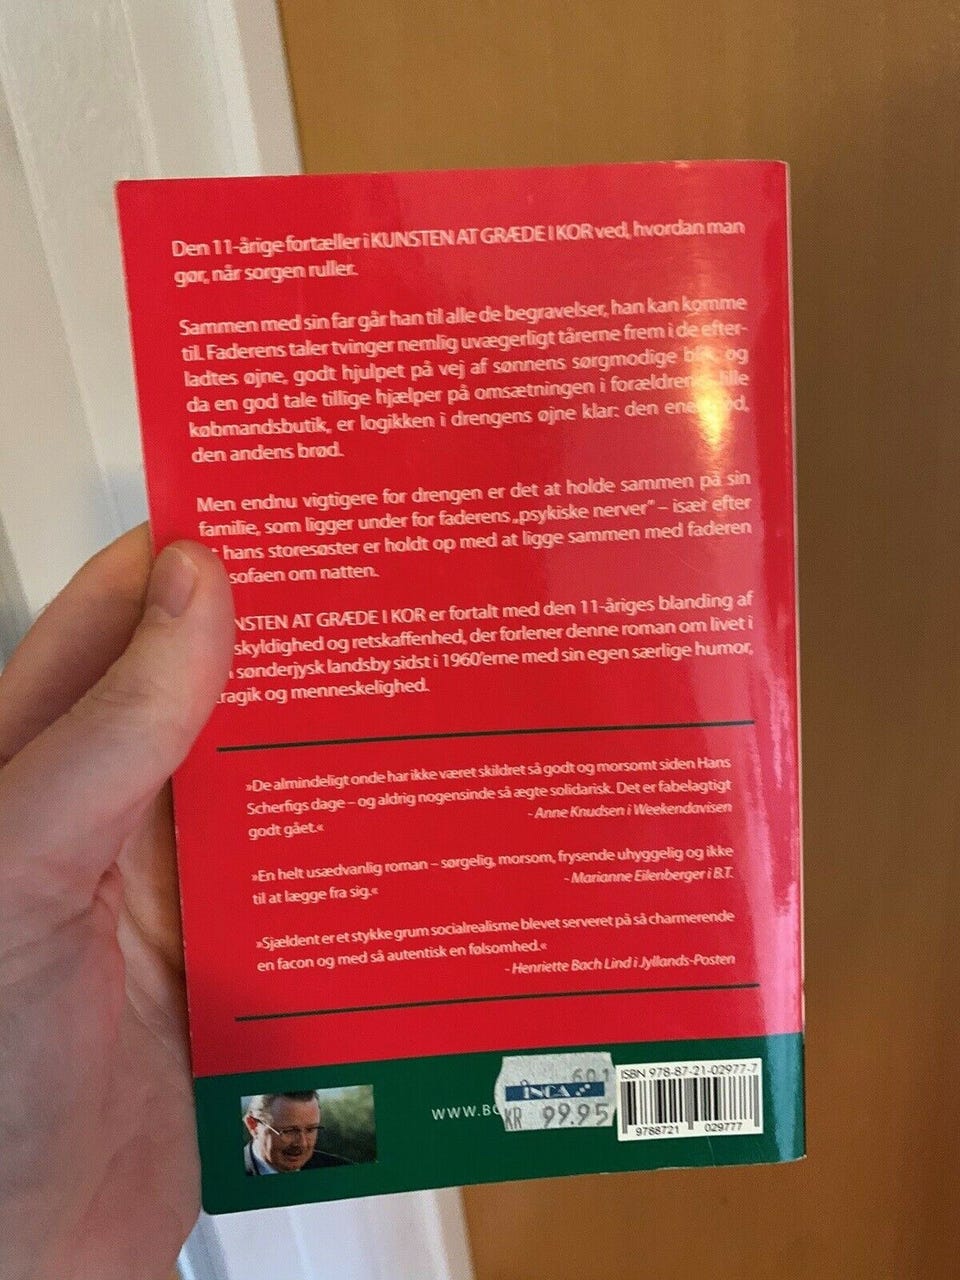 Den 11-årige fortæller i KUNSTEN AT GRÆDE I KOR ved, hvordan man
gør, når sorgen ruller.
Sammen med sin far går han til alle de begravelser, han kan komme
til. Faderens taler tvinger nemlig uvægerligt tårerne frem i de efter-
ladtes øjne, godt hjulpet på vej af sønnens sørgmodige og
da en god tale tillige hjælper på omsætningen i forældrenes lille
købmandsbutik, er logikken i drengens øjne klar: den enes død,
den andens brød.
Men endnu vigtigere for drengen er det at holde sammen på sin
familie, som ligger under for faderens „psykiske nerver” – især efter
hans storesøster er holdt op med at ligge sammen med faderen
sofaen om natten.
NSTEN AT GRÆDE I KOR er fortalt med den 11-åriges blanding af
skyldighed og retskaffenhed, der forlener denne roman om livet i
sønderjysk landsby sidst i 1960'erne med sin egen særlige humor,
tragik og menneskelighed.
»De almindeligt onde har ikke været skildret så godt og morsomt siden Hans
Scherfigs dage – og aldrig nogensinde så ægte solidarisk. Det er fabelagtigt
godt gået.« - Anne Knudsen i Weekendavisen
»En helt usædvanlig roman – sørgelig, morsom, frysende uhyggelig og ikke
til at lægge fra sig.« - Marianne Eilenberger i B.T.
»Sjældent er et stykke grum socialrealisme blevet serveret på så charmerende
en facon og med så autentisk en følsomhed.«
- Henriette Bach Lind i Jyllands-Posten
WWW.BO
601
INCA
KR 99.95
ISBN 978-87-21-02977-7
9788721 029777